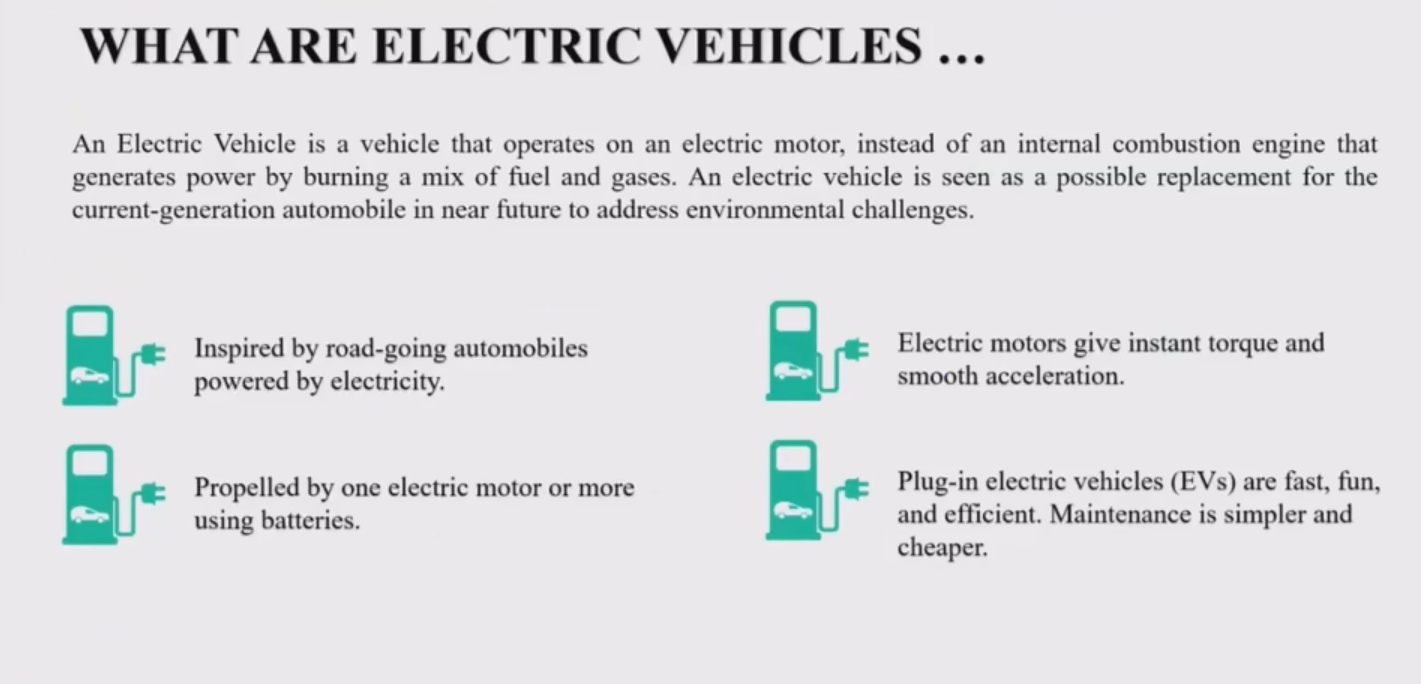 WHAT ARE ELECTRIC VEHICLES ...
An Electric Vehicle is a vehicle that operates on an electric motor, instead of an internal combustion engine that
generates power by burning a mix of fuel and gases. An electric vehicle is seen as a possible replacement for the
current-generation automobile in near future to address environmental challenges.
Inspired by road-going automobiles
powered by electricity.
Propelled by one electric motor or more
using batteries.
Electric motors give instant torque and
smooth acceleration.
Plug-in electric vehicles (EVs) are fast, fun,
and efficient. Maintenance is simpler and
cheaper.